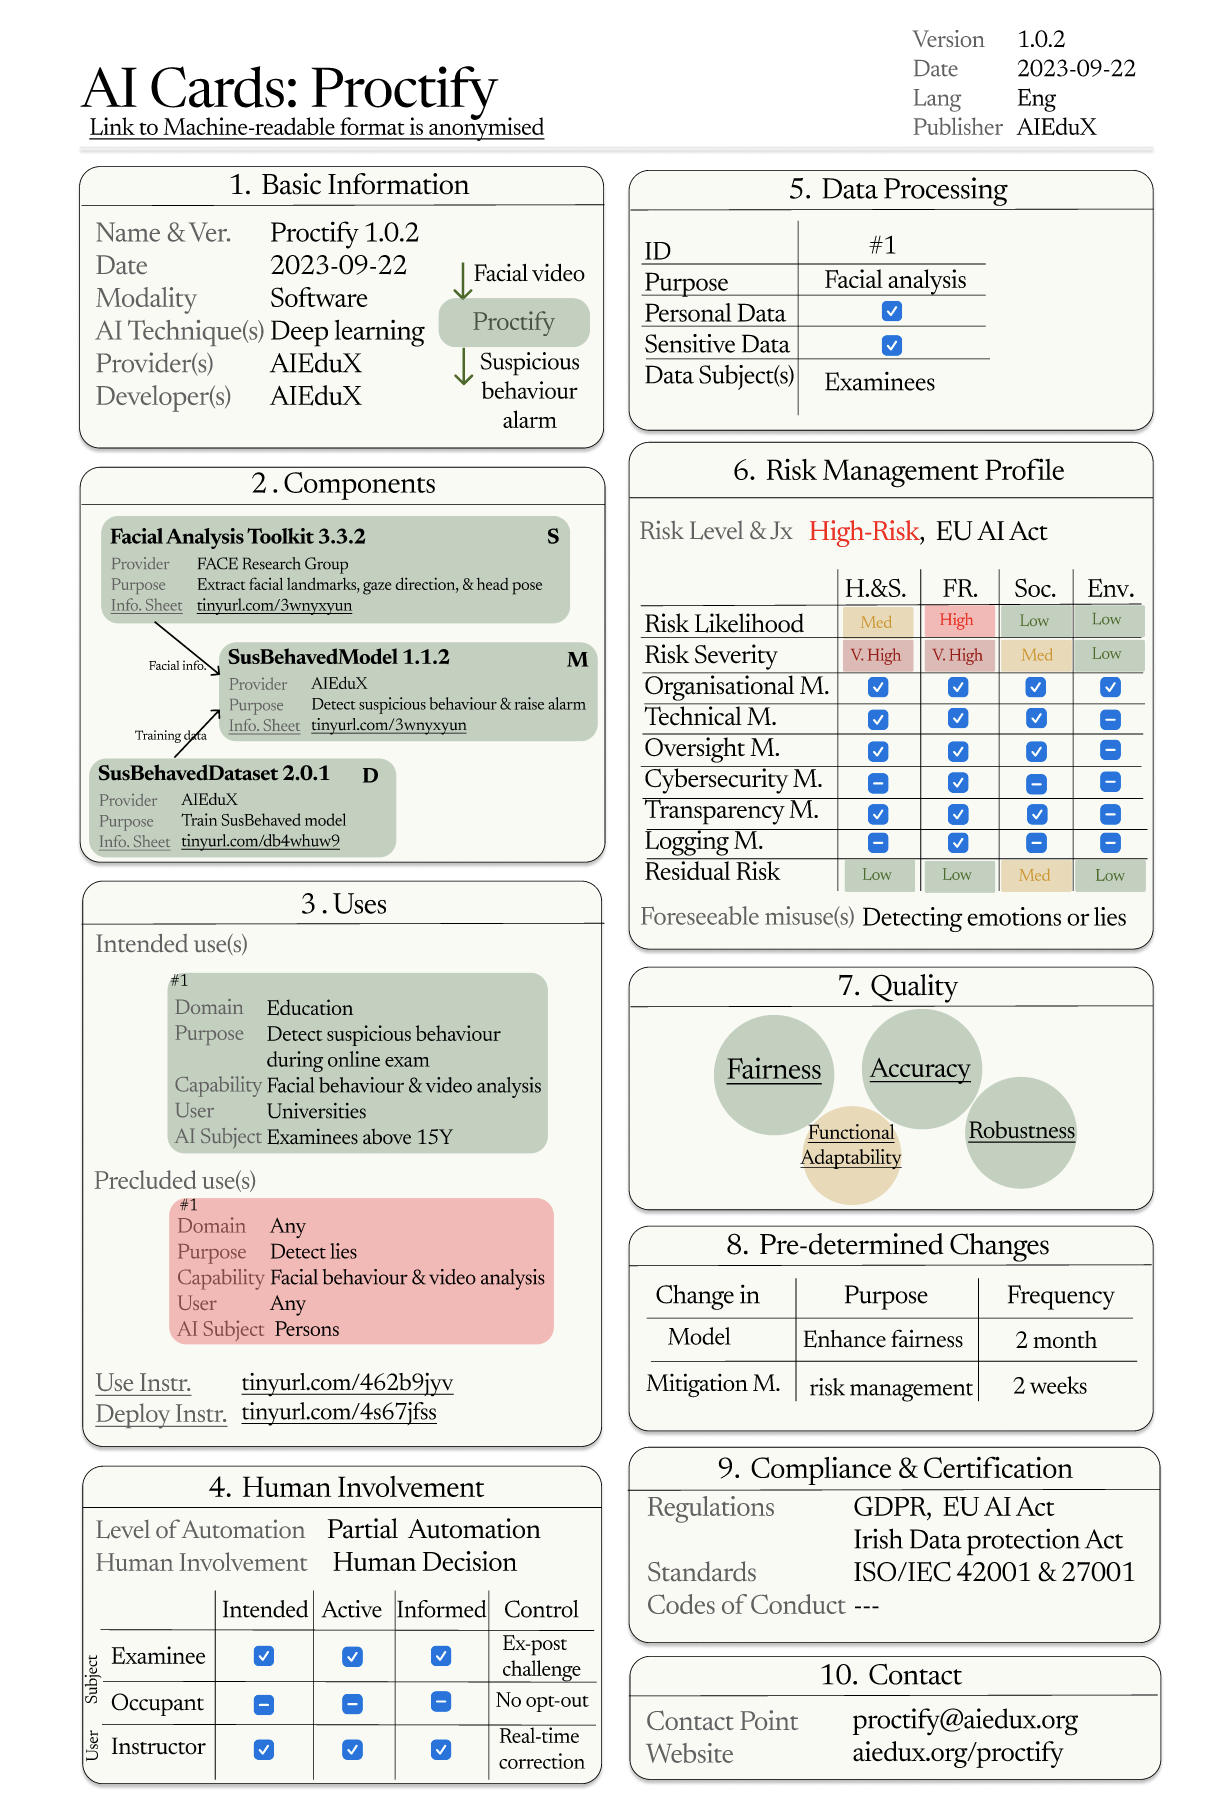 Version 1.0.2
Date 2023-09-22
Lang Eng
Publisher AIEduX
AI Cards: Proctify
Link to Machine-readable format is anonymised
1. Basic Information
Name & Ver. Proctify 1.0.2
Date 2023-09-22
Modality Software
AI Technique(s) Deep learning
Provider(s) AIEduX
Developer(s) AIEduX
Facial video
Proctify
Suspicious
behaviour
alarm
2. Components
Facial Analysis Toolkit 3.3.2 S
Provider FACE Research Group
Purpose Extract facial landmarks, gaze direction, & head pose
Info. Sheet tinyurl.com/3wnyxyun
Facial info.
SusBehavedModel 1.1.2 M
Provider AIEduX
Purpose Detect suspicious behaviour & raise alarm
Info. Sheet tinyurl.com/3wnyxyun
Training data
SusBehavedDataset 2.0.1 D
Provider AIEduX
Purpose Train SusBehaved model
Info. Sheet tinyurl.com/db4whuw9
3. Uses
Intended use(s)
#1
Domain Education
Purpose Detect suspicious behaviour
during online exam
Capability Facial behaviour & video analysis
User Universities
AI Subject Examinees above 15Y
Precluded use(s)
#1
Domain Any
Purpose Detect lies
Capability Facial behaviour & video analysis
User Any
AI Subject Persons
Use Instr. tinyurl.com/462b9jyv
Deploy Instr. tinyurl.com/4s67jfss
4. Human Involvement
Level of Automation Partial Automation
Human Involvement Human Decision
Intended Active Informed Control
Subject
Examinee Ex-post
challenge
Occupant No opt-out
User
Instructor Real-time
correction
5. Data Processing
ID #1
Purpose Facial analysis
Personal Data
Sensitive Data
Data Subject(s) Examinees
6. Risk Management Profile
Risk Level & Jx High-Risk, EU AI Act
H.&S. FR. Soc. Env.
Risk Likelihood Med High Low Low
Risk Severity V. High V. High Med Low
Organisational M.
Technical M.
Oversight M.
Cybersecurity M.
Transparency M.
Logging M.
Residual Risk Low Low Med Low
Foreseeable misuse(s) Detecting emotions or lies
7. Quality
Fairness
Accuracy
Functional
Adaptability
Robustness
8. Pre-determined Changes
Change in Purpose Frequency
Model Enhance fairness 2 month
Mitigation M. risk management 2 weeks
9. Compliance & Certification
Regulations GDPR, EU AI Act
Irish Data protection Act
Standards ISO/IEC 42001 & 27001
Codes of Conduct ---
10. Contact
Contact Point proctify@aiedux.org
Website aiedux.org/proctify